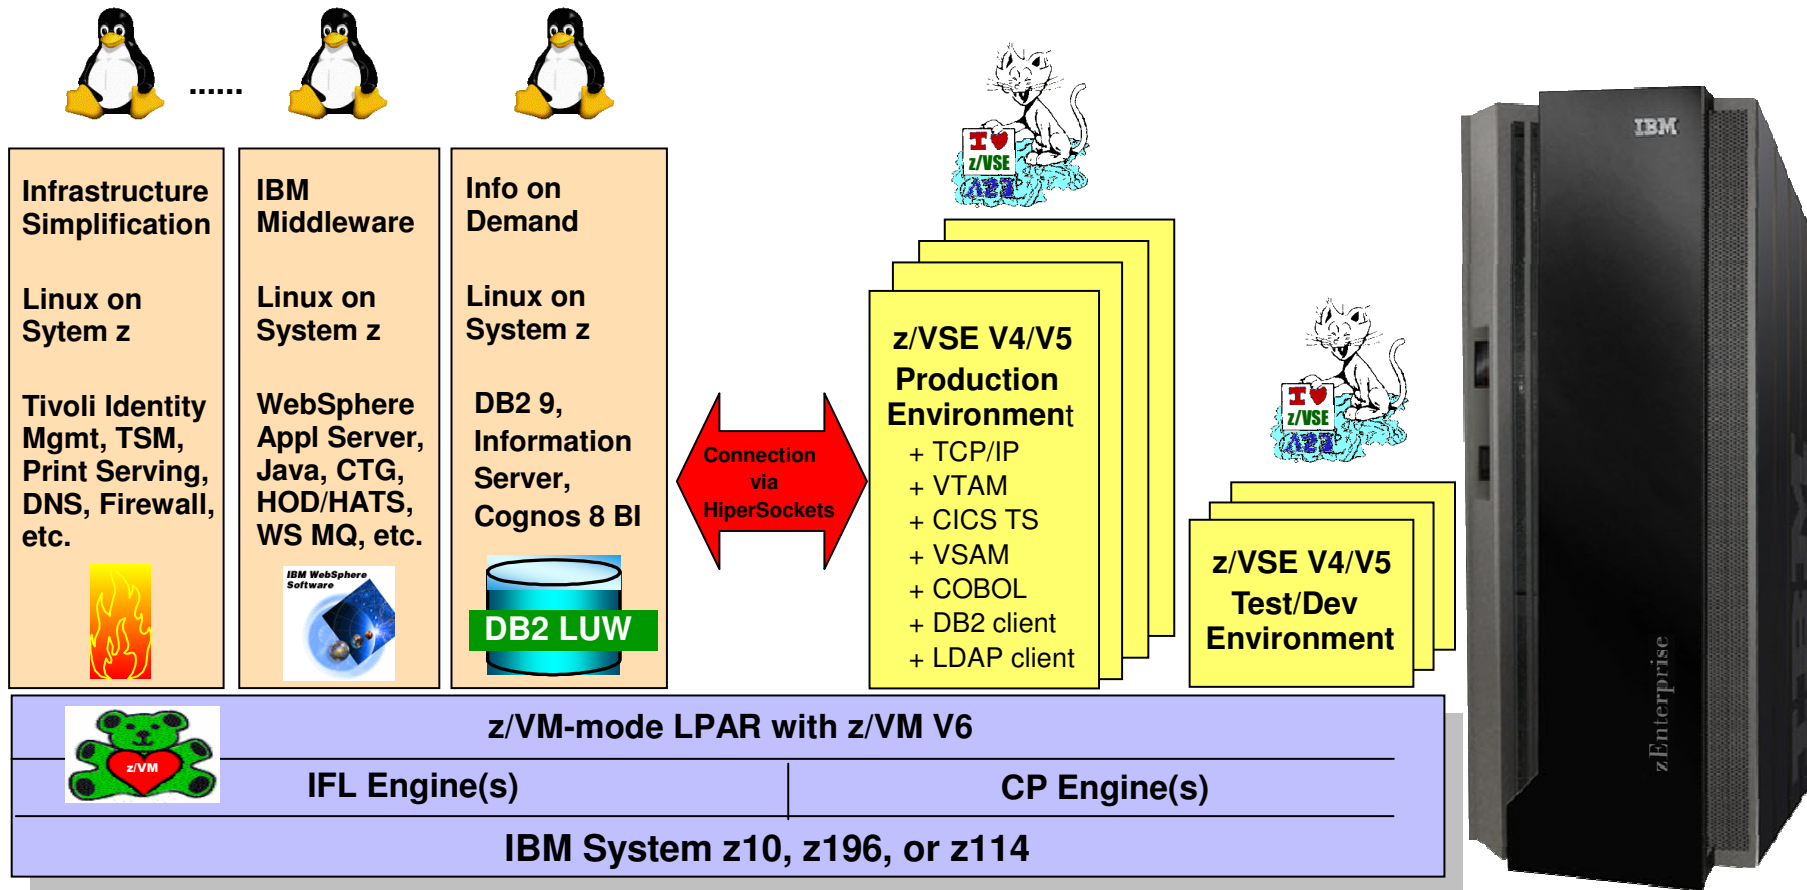 ......
Infrastructure
Simplification
Linux on
Sytem z
Tivoli Identity
Mgmt, TSM,
Print Serving,
DNS, Firewall,
etc.
IBM
Middleware
Linux on
System z
WebSphere
Appl Server,
Java, CTG,
HOD/HATS,
WS MQ, etc.
IBM WebSphere
Software
Info on
Demand
Linux on
System z
DB2 9,
Information
Server,
Cognos 8 BI
DB2 LUW
Connection
via
HiperSockets
I ♥
z/VSE
z/VSE V4/V5
Production
Environment
+ TCP/IP
+ VTAM
+ CICS TS
+ VSAM
+ COBOL
+ DB2 client
+ LDAP client
I ♥
z/VSE
z/VSE V4/V5
Test/Dev
Environment
z/VM
z/VM-mode LPAR with z/VM V6
IFL Engine(s)
CP Engine(s)
IBM System z10, z196, or z114
IBM
zEnterprise